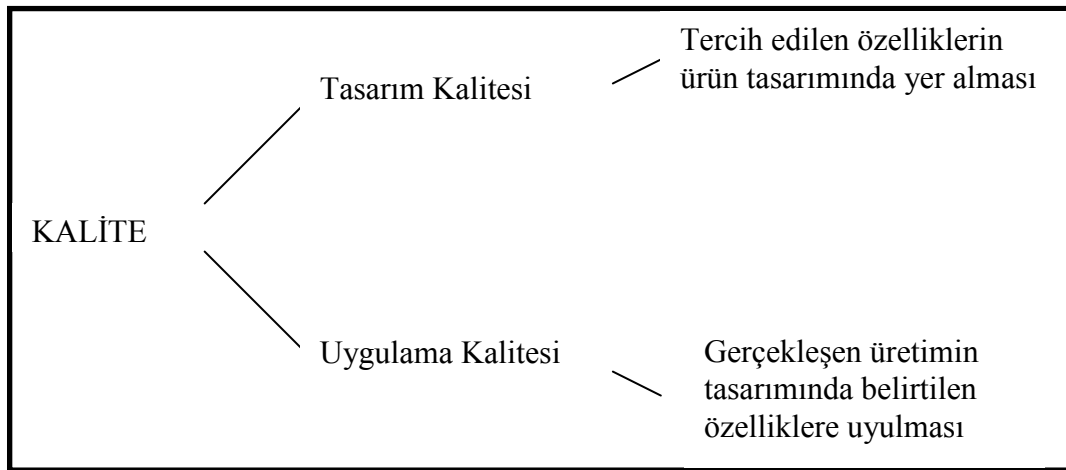 Tercih edilen özelliklerin
ürün tasarımında yer alması
Tasarım Kalitesi
KALİTE
Uygulama Kalitesi
Gerçekleşen üretimin
tasarımında belirtilen
özelliklere uyulması